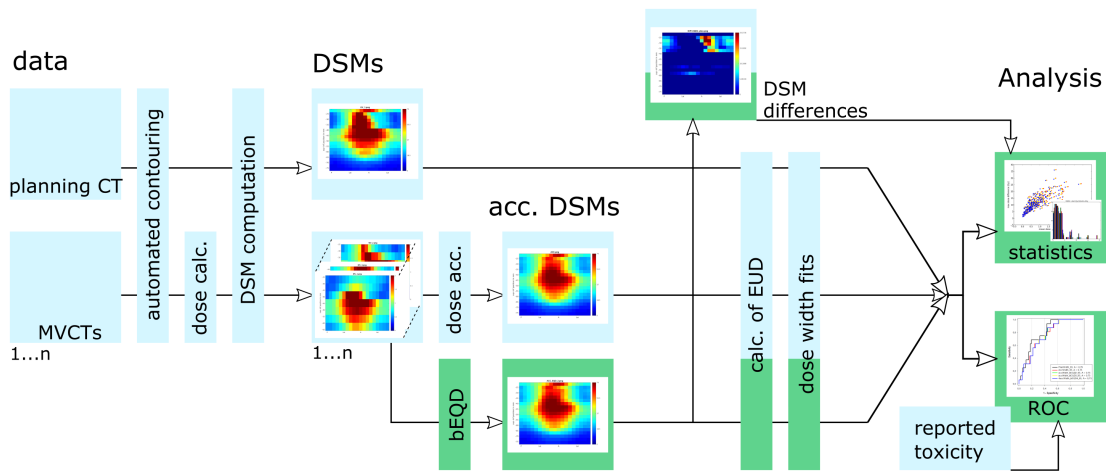 data
DSMs
Analysis
DSM
differences
planning CT
automated contouring
DSM computation
acc. DSMs
statistics
MVCTs
1...n
dose calc.
1...n
dose acc.
calc. of EUD
dose width fits
bEQD
ROC
reported
toxicity